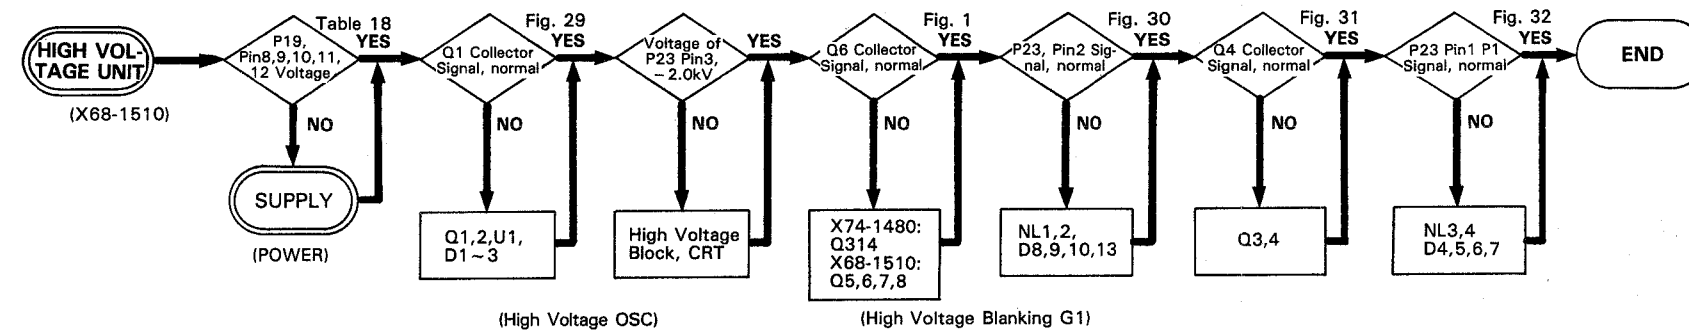 HIGH VOL-
TAGE UNIT
(X68-1510)
Table 18
P19,
Pin8,9,10,11,
12 Voltage
YES
NO
SUPPLY
(POWER)
Fig. 29
Q1 Collector
Signal, normal
YES
NO
Q1,2,U1,
D1~3
Voltage of
P23 Pin3,
−2.0kV
YES
NO
High Voltage
Block, CRT
(High Voltage OSC)
Fig. 1
Q6 Collector
Signal, normal
YES
NO
X74-1480:
Q314
X68-1510:
Q5,6,7,8
(High Voltage Blanking G1)
Fig. 30
P23, Pin2 Sig-
nal, normal
YES
NO
NL1,2,
D8,9,10,13
Fig. 31
Q4 Collector
Signal, normal
YES
NO
Q3,4
Fig. 32
P23 Pin1 P1
Signal, normal
YES
NO
NL3,4
D4,5,6,7
END